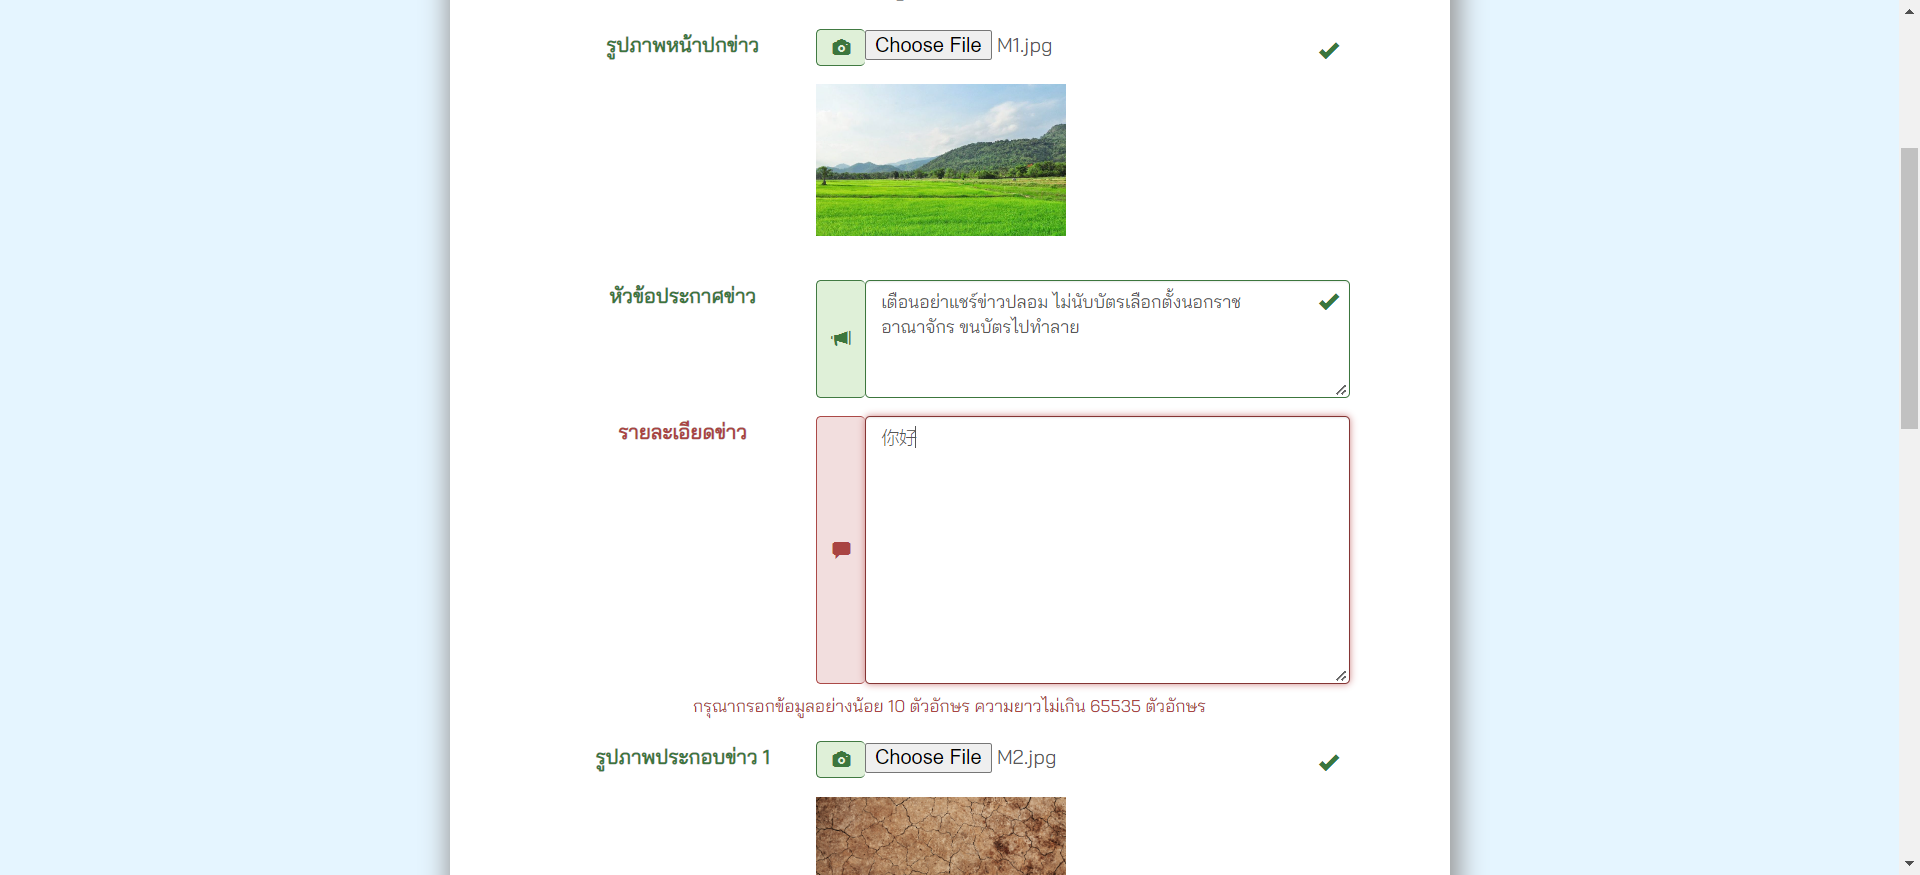 รูปภาพหน้าปกข่าว
Choose File M1.jpg
หัวข้อประกาศข่าว
เตือนอย่าแชร์ข่าวปลอม ไม่นับบัตรเลือกตั้งนอกราช
อาณาจักร ขนบัตรไปทำลาย
รายละเอียดข่าว
你好
กรุณากรอกข้อมูลอย่างน้อย 10 ตัวอักษร ความยาวไม่เกิน 65535 ตัวอักษร
รูปภาพประกอบข่าว 1
Choose File M2.jpg